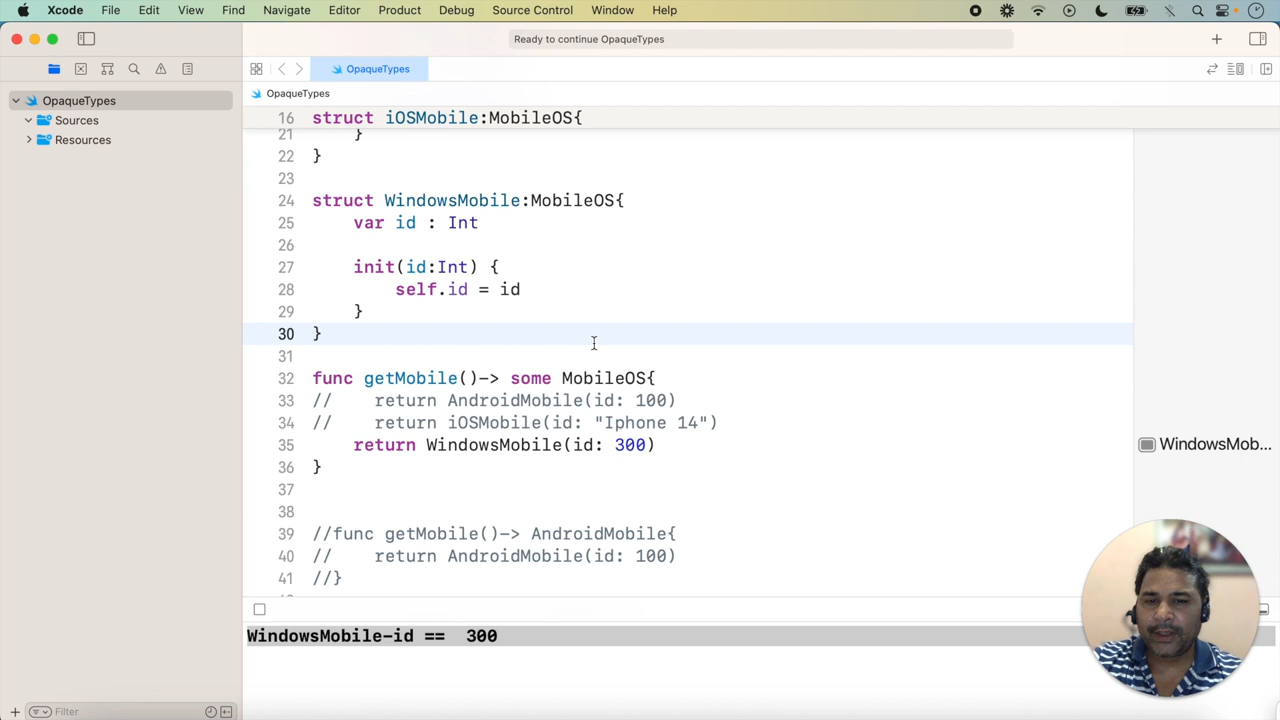 Xcode File Edit View Find Navigate Editor Product Debug Source Control Window Help
Ready to continue OpaqueTypes
OpaqueTypes
OpaqueTypes
OpaqueTypes
Sources
Resources
16 struct iOSMobile:MobileOS{
21 }
22 }
23
24 struct WindowsMobile:MobileOS{
25 var id : Int
26
27 init(id:Int) {
28 self.id = id
29 }
30 }
31
32 func getMobile()-> some MobileOS{
33 // return AndroidMobile(id: 100)
34 // return iOSMobile(id: "Iphone 14")
35 return WindowsMobile(id: 300)
36 }
37
38
39 //func getMobile()-> AndroidMobile{
40 // return AndroidMobile(id: 100)
41 //}
WindowsMob...
WindowsMobile-id == 300
Filter